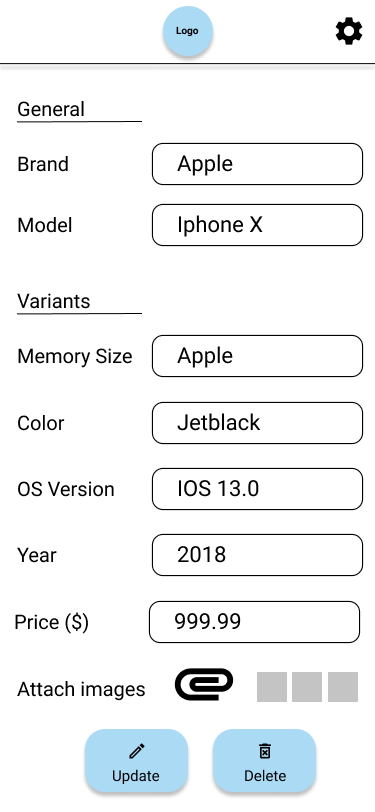 Logo
General
Brand Apple
Model Iphone X
Variants
Memory Size Apple
Color Jetblack
OS Version IOS 13.0
Year 2018
Price ($) 999.99
Attach images
Update Delete